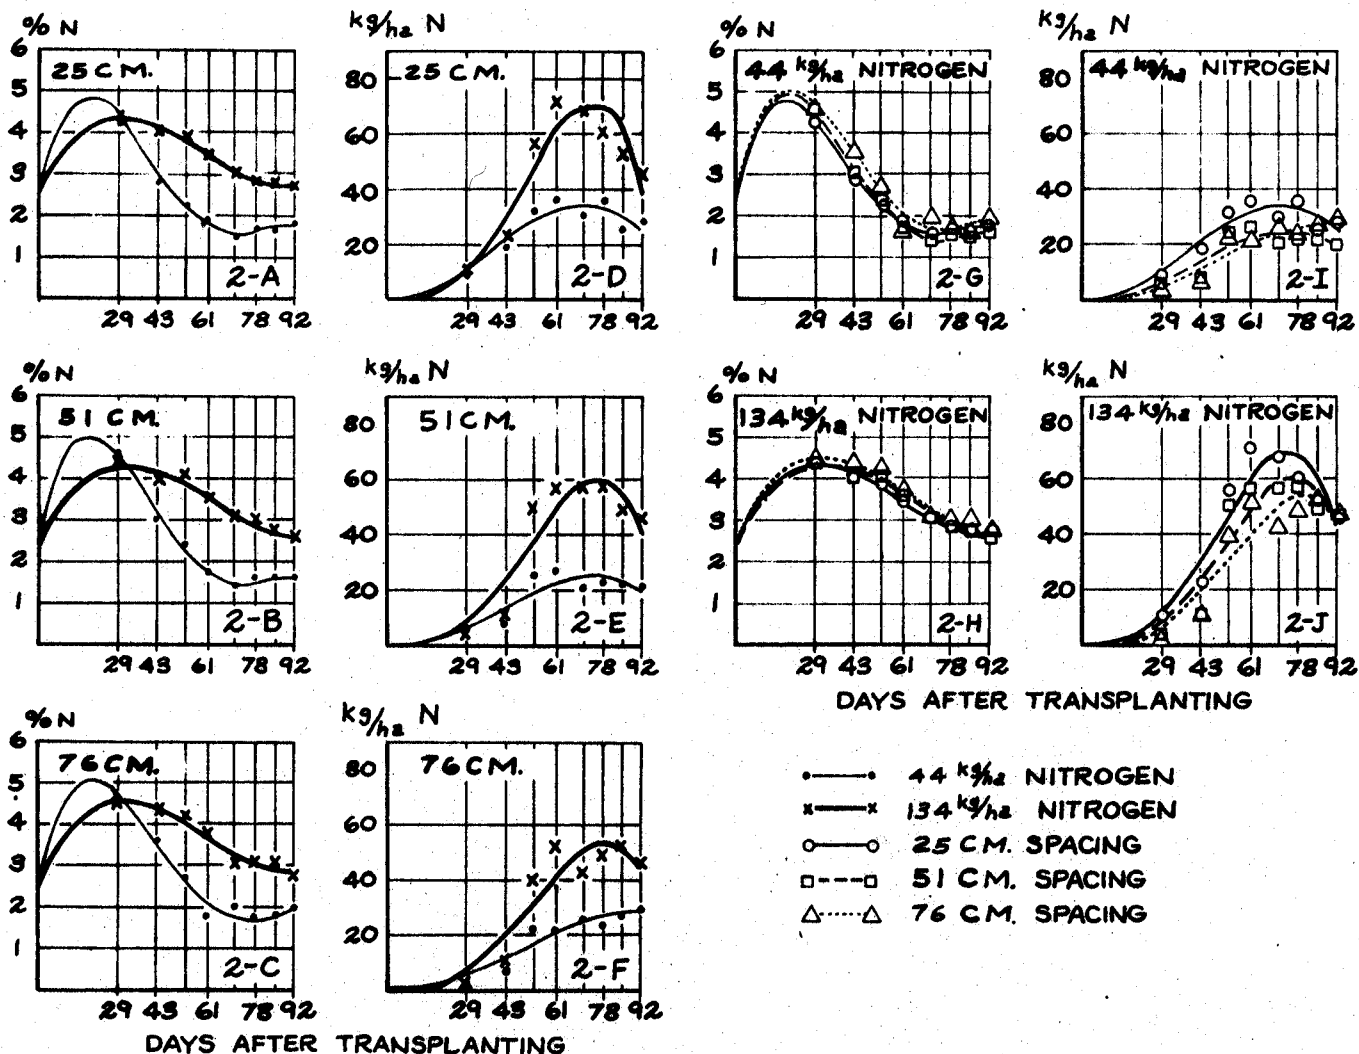 % N
6
5
4
3
2
1
25 CM.
2-A
29 43 61 78 92
kg/ha N
80
60
40
20
25 CM.
2-D
29 43 61 78 92
% N
6
5
4
3
2
1
44 kg/ha NITROGEN
2-G
29 43 61 78 92
kg/ha N
80
60
40
20
44 kg/ha NITROGEN
2-I
29 43 61 78 92
% N
6
5
4
3
2
1
51 CM.
2-B
29 43 61 78 92
kg/ha N
80
60
40
20
51 CM.
2-E
29 43 61 78 92
% N
6
5
4
3
2
1
134 kg/ha NITROGEN
2-H
29 43 61 78 92
kg/ha N
80
60
40
20
134 kg/ha NITROGEN
2-J
29 43 61 78 92
DAYS AFTER TRANSPLANTING
% N
6
5
4
3
2
1
76 CM.
2-C
29 43 61 78 92
kg/ha N
80
60
40
20
76 CM.
2-F
29 43 61 78 92
DAYS AFTER TRANSPLANTING
44 kg/ha NITROGEN
134 kg/ha NITROGEN
25 CM. SPACING
51 CM. SPACING
76 CM. SPACING